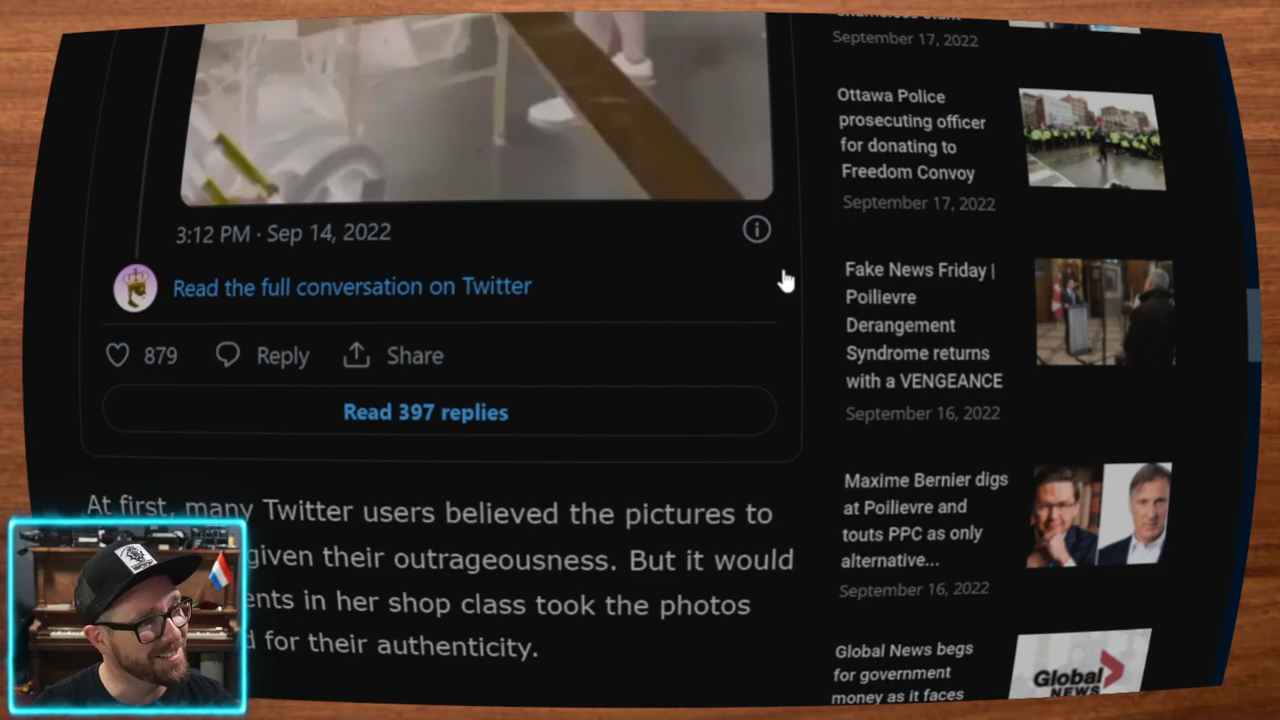 3:12 PM · Sep 14, 2022
Read the full conversation on Twitter
879
Reply
Share
Read 397 replies
At first, many Twitter users believed the pictures to
given their outrageousness. But it would
in her shop class took the photos
for their authenticity.
September 17, 2022
Ottawa Police
prosecuting officer
for donating to
Freedom Convoy
September 17, 2022
Fake News Friday |
Poilievre
Derangement
Syndrome returns
with a VENGEANCE
September 16, 2022
Maxime Bernier digs
at Poilievre and
touts PPC as only
alternative...
September 16, 2022
Global News begs
for government
money as it faces
Global
NEWS